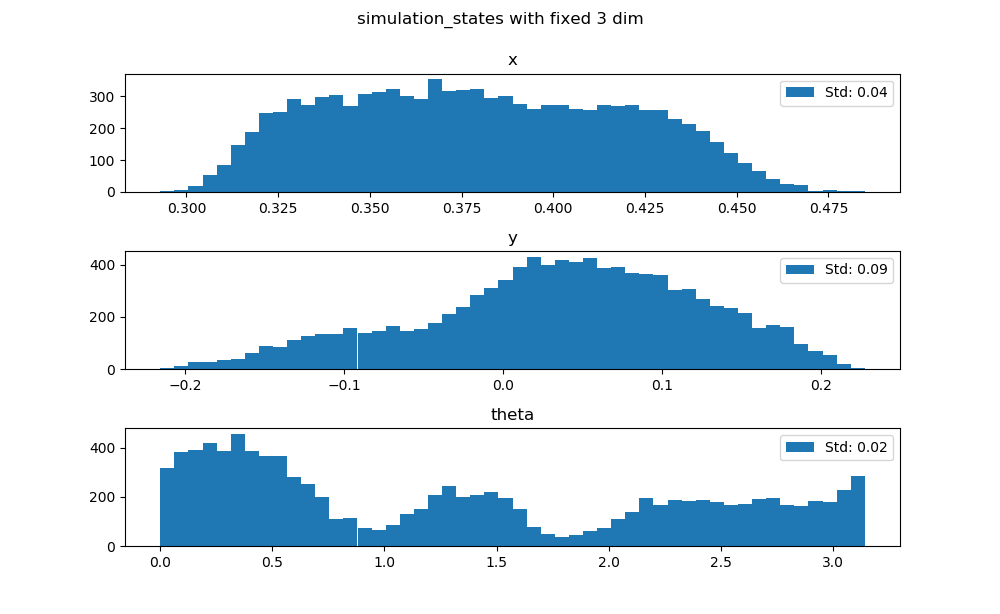 simulation_states with fixed 3 dim
x
Std: 0.04
300
200
100
0
0.300 0.325 0.350 0.375 0.400 0.425 0.450 0.475
y
Std: 0.09
400
200
0
−0.2 −0.1 0.0 0.1 0.2
theta
Std: 0.02
400
200
0
0.0 0.5 1.0 1.5 2.0 2.5 3.0